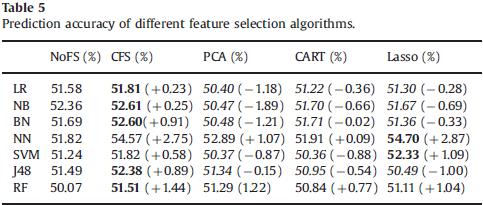 Table 5
Prediction accuracy of different feature selection algorithms.
NoFS (%) CFS (%) PCA (%) CART (%) Lasso (%)
LR 51.58 51.81 (+0.23) 50.40 (−1.18) 51.22 (−0.36) 51.30 (−0.28)
NB 52.36 52.61 (+0.25) 50.47 (−1.89) 51.70 (−0.66) 51.67 (−0.69)
BN 51.69 52.60(+0.91) 50.48 (−1.21) 51.71 (−0.02) 51.36 (−0.33)
NN 51.82 54.57 (+2.75) 52.89 (+1.07) 51.91 (+0.09) 54.70 (+2.87)
SVM 51.24 51.82 (+0.58) 50.37 (−0.87) 50.36 (−0.88) 52.33 (+1.09)
J48 51.49 52.38 (+0.89) 51.34 (−0.15) 50.95 (−0.54) 50.49 (−1.00)
RF 50.07 51.51 (+1.44) 51.29 (1.22) 50.84 (+0.77) 51.11 (+1.04)